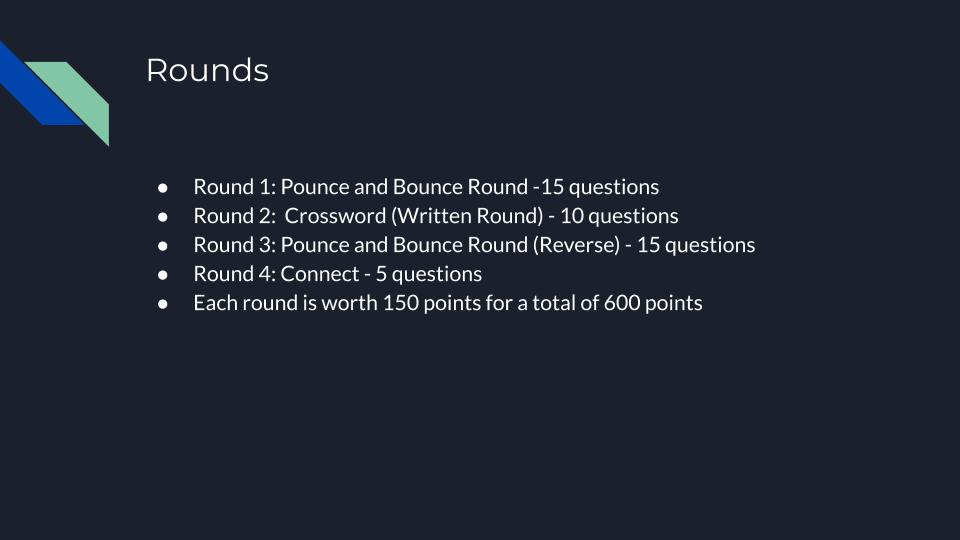 Rounds
● Round 1: Pounce and Bounce Round -15 questions
● Round 2:  Crossword (Written Round) - 10 questions
● Round 3: Pounce and Bounce Round (Reverse) - 15 questions
● Round 4: Connect - 5 questions
● Each round is worth 150 points for a total of 600 points